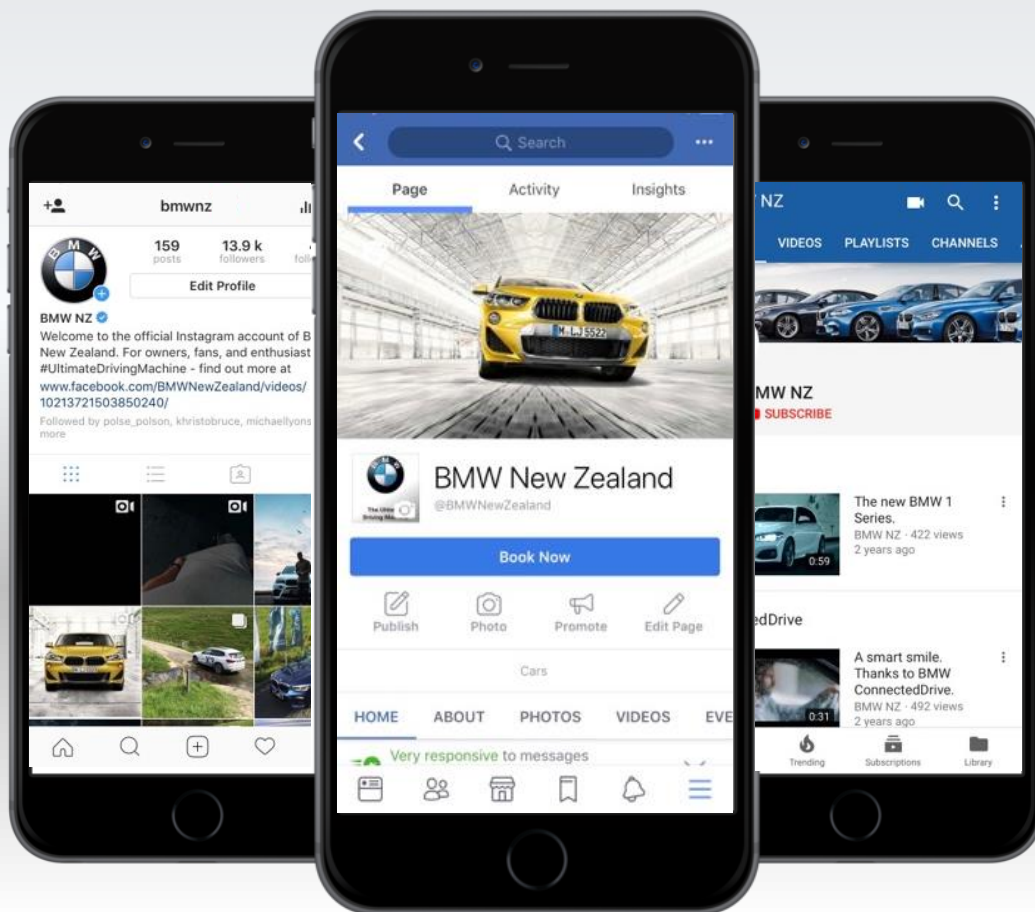 bmwnz
159
posts
13.9 k
followers
Edit Profile
BMW
BMW NZ
Welcome to the official Instagram account of B
New Zealand. For owners, fans, and enthusiast
#UltimateDrivingMachine - find out more at
www.facebook.com/BMWNewZealand/videos/
10213721503850240/
Followed by polse_polson, khristobruce, michaellyons
more
Search
Page Activity Insights
M·LJ5522
BMW New Zealand
@BMWNewZealand
Book Now
Publish Photo Promote Edit Page
Cars
HOME ABOUT PHOTOS VIDEOS EVE
Very responsive to messages
NZ
VIDEOS PLAYLISTS CHANNELS
MW NZ
SUBSCRIBE
The new BMW 1
Series.
BMW NZ · 422 views
2 years ago
0:59
edDrive
A smart smile.
Thanks to BMW
ConnectedDrive.
BMW NZ · 492 views
2 years ago
0:31
Trending Subscriptions Library